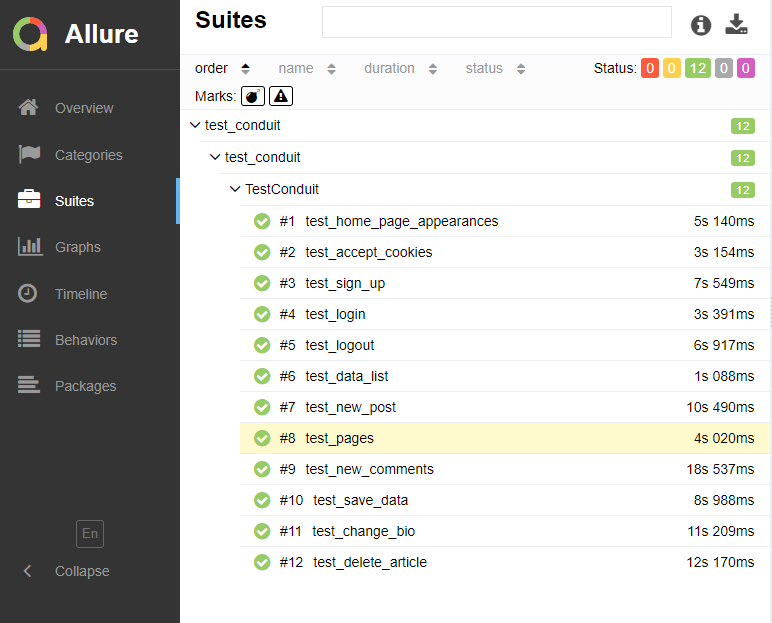 Allure
Overview
Categories
Suites
Graphs
Timeline
Behaviors
Packages
En
Collapse
Suites
order name duration status Status: 0 0 12 0 0
Marks:
test_conduit 12
test_conduit 12
TestConduit 12
#1 test_home_page_appearances 5s 140ms
#2 test_accept_cookies 3s 154ms
#3 test_sign_up 7s 549ms
#4 test_login 3s 391ms
#5 test_logout 6s 917ms
#6 test_data_list 1s 088ms
#7 test_new_post 10s 490ms
#8 test_pages 4s 020ms
#9 test_new_comments 18s 537ms
#10 test_save_data 8s 988ms
#11 test_change_bio 11s 209ms
#12 test_delete_article 12s 170ms